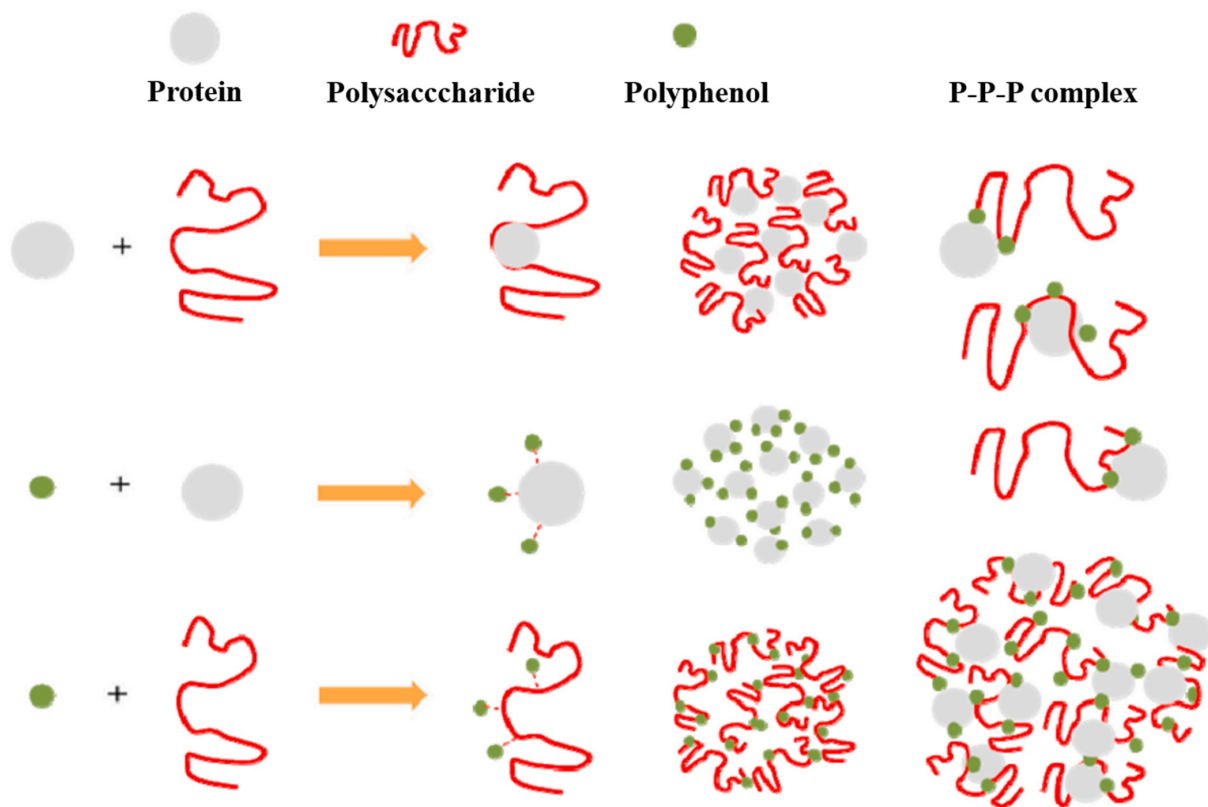 Protein
Polysacccharide
Polyphenol
P-P-P complex
+
+
+